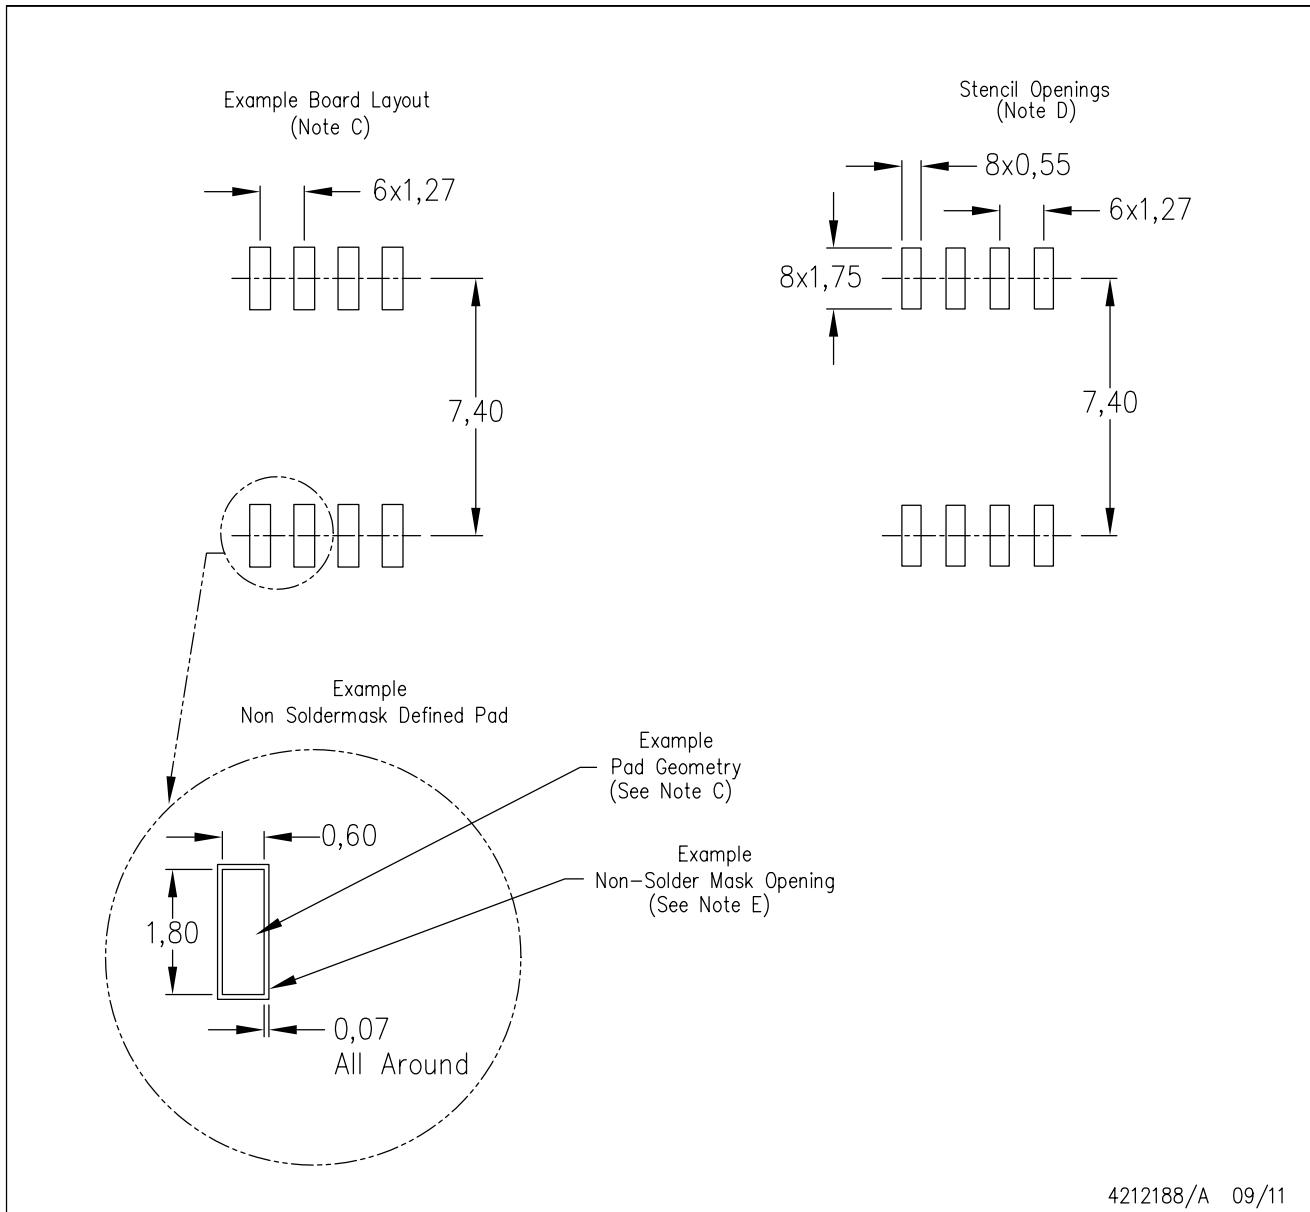 Example Board Layout
(Note C)
6x1,27
7,40
Stencil Openings
(Note D)
8x0,55
6x1,27
8x1,75
7,40
Example
Non Soldermask Defined Pad
Example
Pad Geometry
(See Note C)
0,60
Example
Non-Solder Mask Opening
(See Note E)
1,80
0,07
All Around
4212188/A 09/11